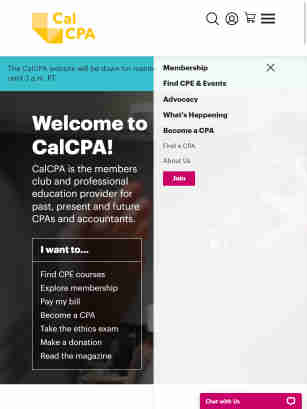 Cal
CPA
The CalCPA website will be down for
until 3 p.m. PT.
Membership
Find CPE & Events
Advocacy
What's Happening
Become a CPA
Find a CPA
About Us
Join
Welcome to
CalCPA!
CalCPA is the members
club and professional
education provider for
past, present and future
CPAs and accountants.
I want to...
Find CPE courses
Explore membership
Pay my bill
Become a CPA
Take the ethics exam
Make a donation
Read the magazine
Chat with Us